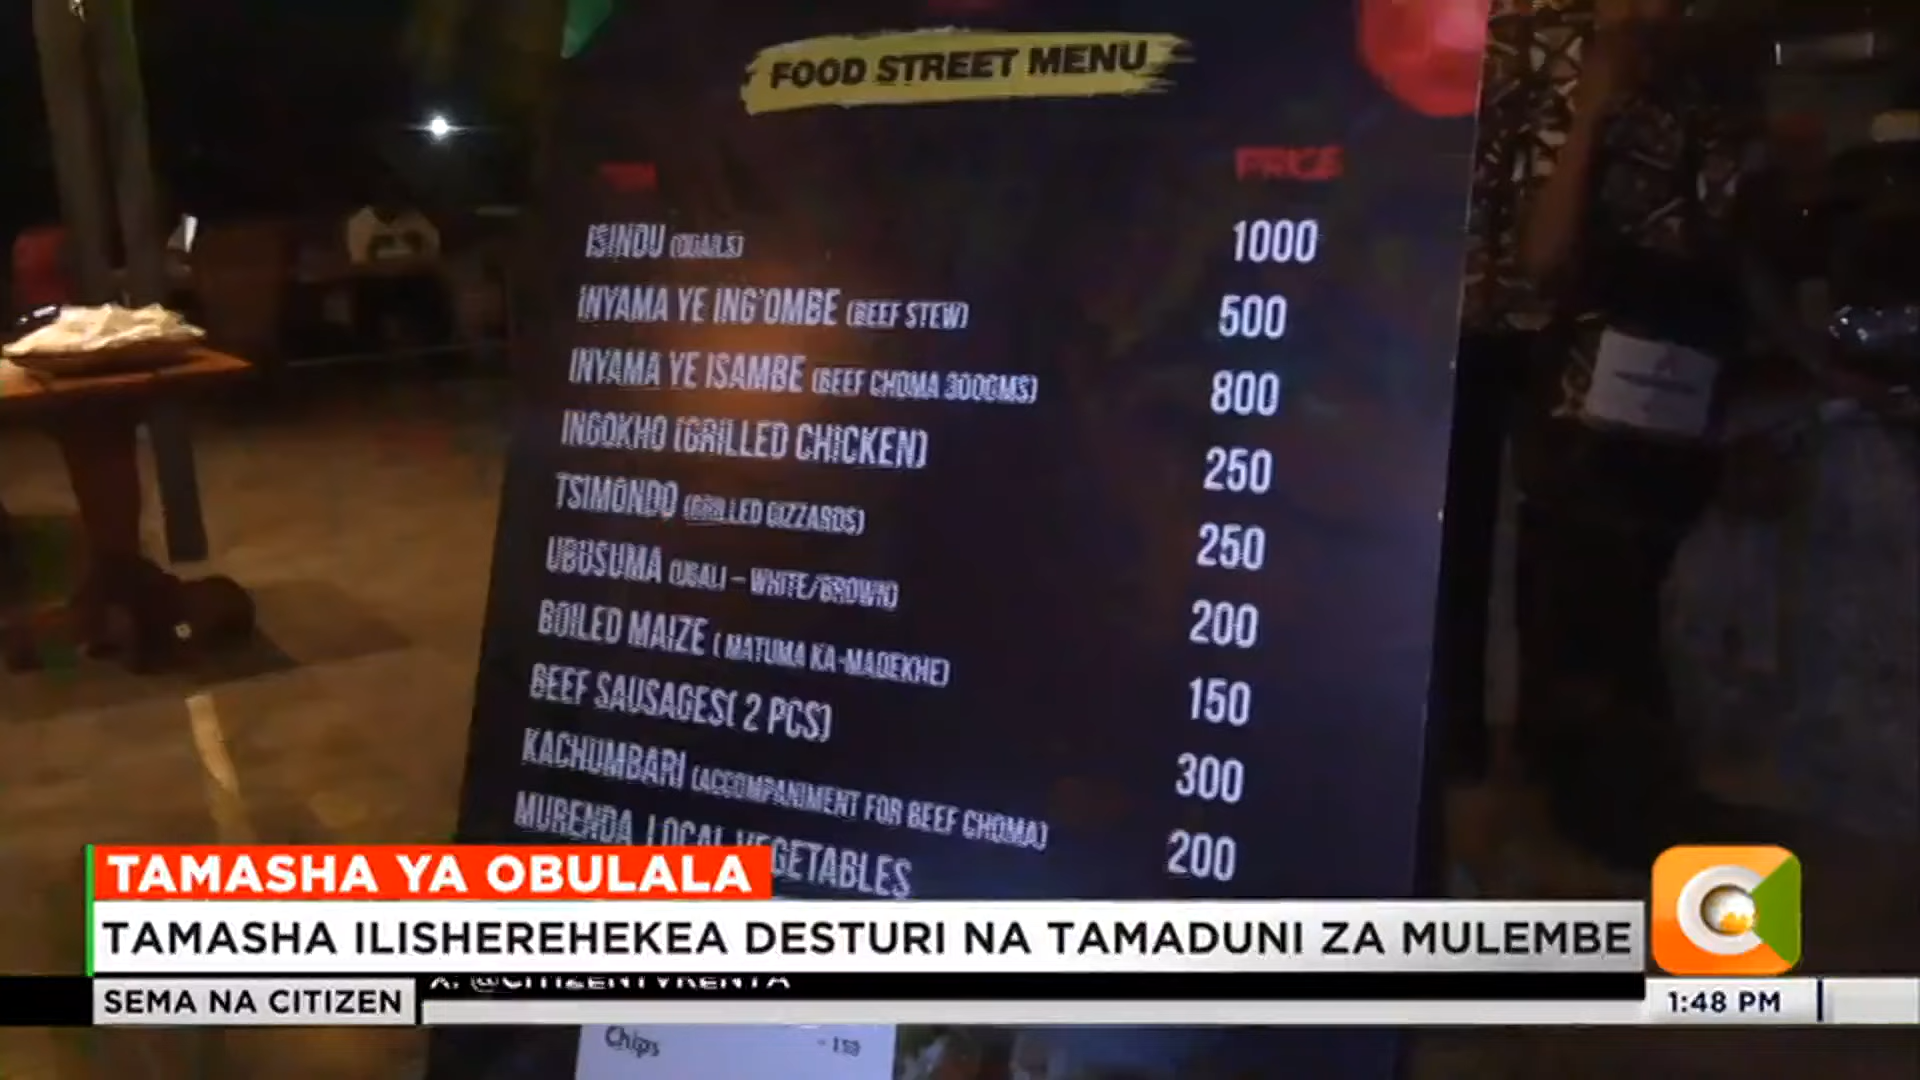 FOOD STREET MENU
PRICE
ISINDU (QUAILS) 1000
INYAMA YE ING'OMBE (BEEF STEW) 500
INYAMA YE ISAMBE (BEEF CHOMA 300GMS) 800
INGOKHO (GRILLED CHICKEN) 250
TSIMONDO (GRILLED GIZZARDS) 250
UBUSUMA (UGALI – WHITE/BROWN) 200
BOILED MAIZE ( MATUMA KA-MADEKHE) 150
BEEF SAUSAGES( 2 PCS) 300
KACHUMBARI (ACCOMPANIMENT FOR BEEF CHOMA) 200
MURENDA LOCAL VEGETABLES
TAMASHA YA OBULALA
TAMASHA ILISHEREHEKEA DESTURI NA TAMADUNI ZA MULEMBE
SEMA NA CITIZEN
X: @CITIZENTVKENYA
1:48 PM
Chips